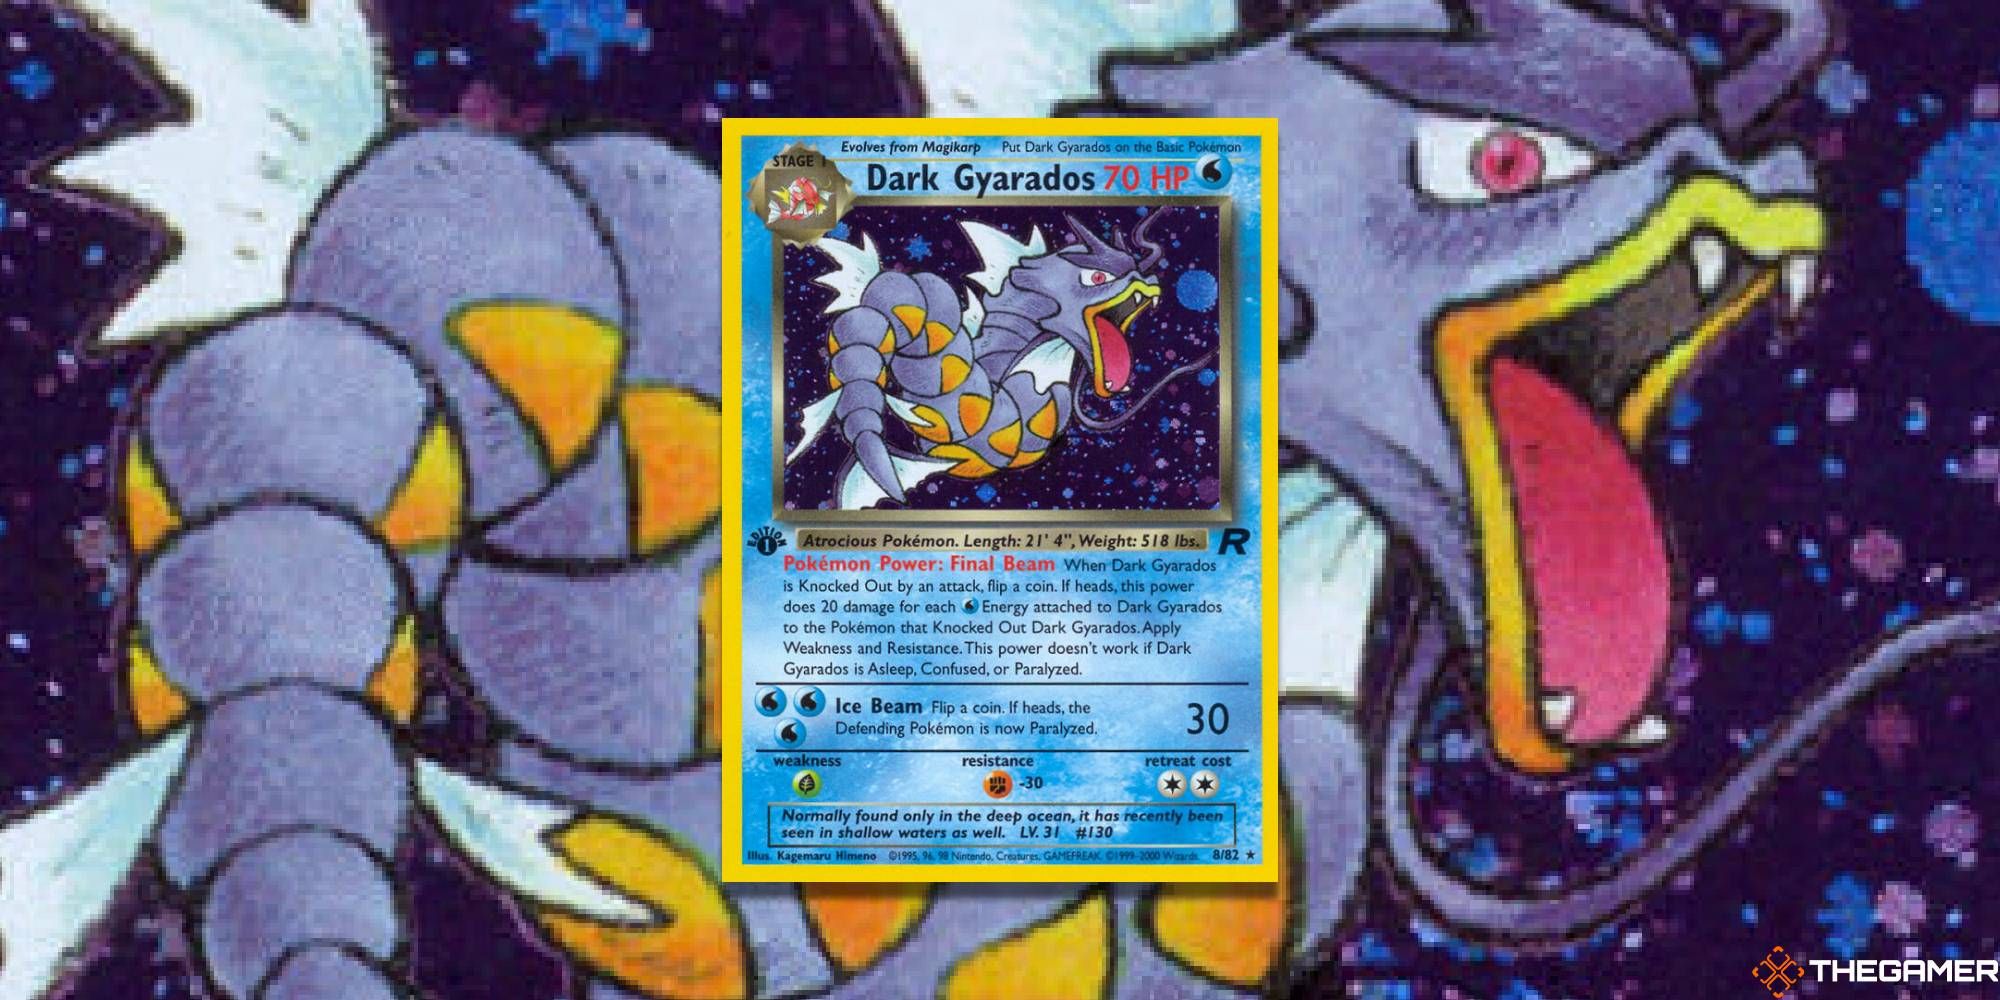 Evolves from Magikarp Put Dark Gyarados on the Basic Pokémon
STAGE 1
Dark Gyarados 70 HP
EDITION
1
Atrocious Pokémon. Length: 21' 4", Weight: 518 lbs.
R
Pokémon Power: Final Beam When Dark Gyarados
is Knocked Out by an attack, flip a coin. If heads, this power
does 20 damage for each Energy attached to Dark Gyarados
to the Pokémon that Knocked Out Dark Gyarados. Apply
Weakness and Resistance. This power doesn't work if Dark
Gyarados is Asleep, Confused, or Paralyzed.
Ice Beam Flip a coin. If heads, the
Defending Pokémon is now Paralyzed.
30
weakness resistance retreat cost
-30
Normally found only in the deep ocean, it has recently been
seen in shallow waters as well. LV. 31 #130
Illus. Kagemaru Himeno ©1995, 96, 98 Nintendo, Creatures, GAMEFREAK. ©1999-2000 Wizards. 8/82 ★
THEGAMER